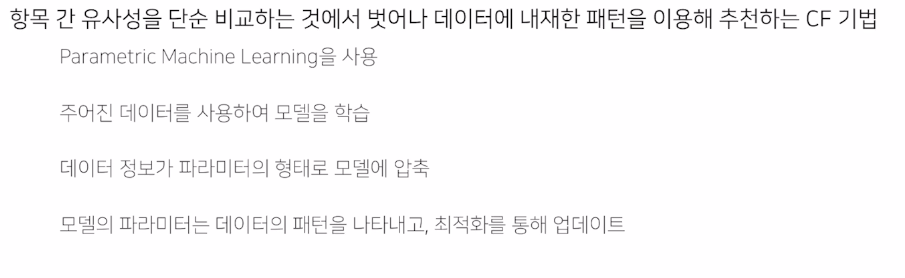 항목 간 유사성을 단순 비교하는 것에서 벗어나 데이터에 내재한 패턴을 이용해 추천하는 CF 기법
Parametric Machine Learning을 사용
주어진 데이터를 사용하여 모델을 학습
데이터 정보가 파라미터의 형태로 모델에 압축
모델의 파라미터는 데이터의 패턴을 나타내고, 최적화를 통해 업데이트